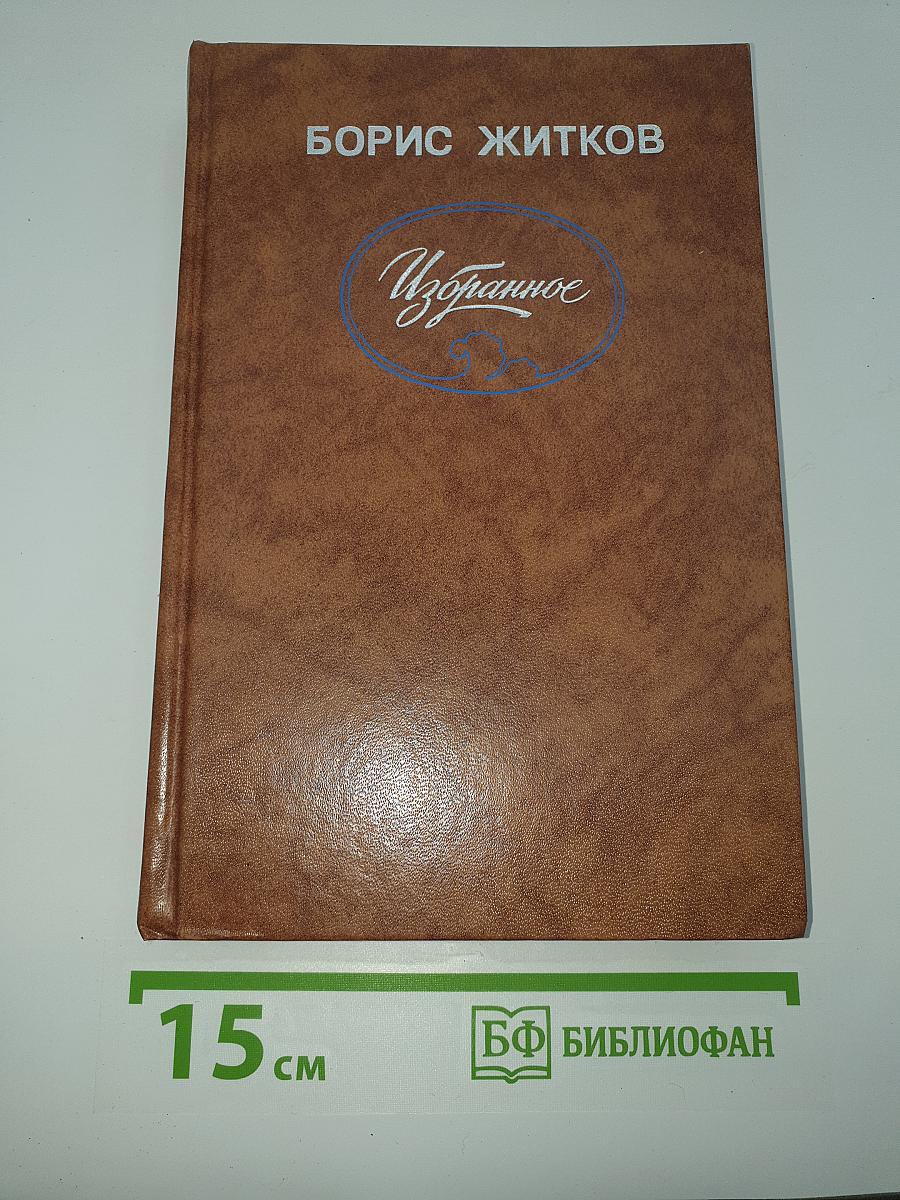 БОРИС ЖИТКОВ
Избранное
15 см
БФ БИБЛИОФАН